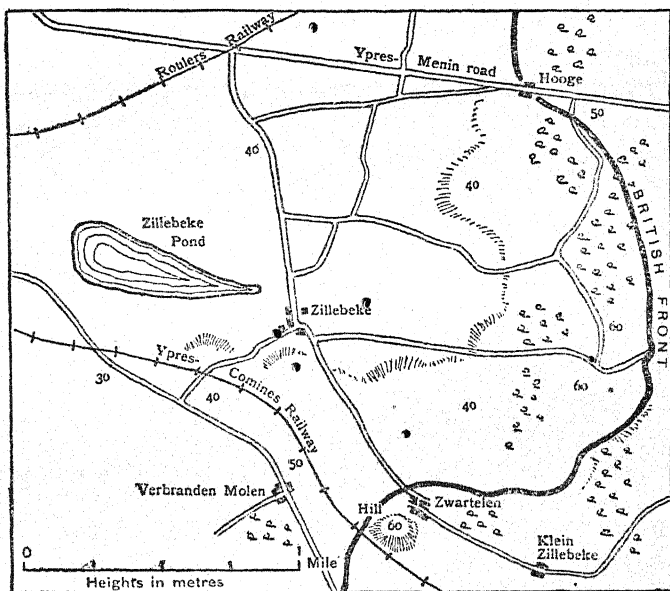 Roulers Railway
Ypres-
Menin road
Hooge
50
40
40
Zillebeke
Pond
BRITISH FRONT
Zillebeke
60
Ypres-
Comines Railway
30
40
60
40
50
Verbranden Molen
Hill
60
Zwartelen
Klein
Zillebeke
0
Mile
Heights in metres